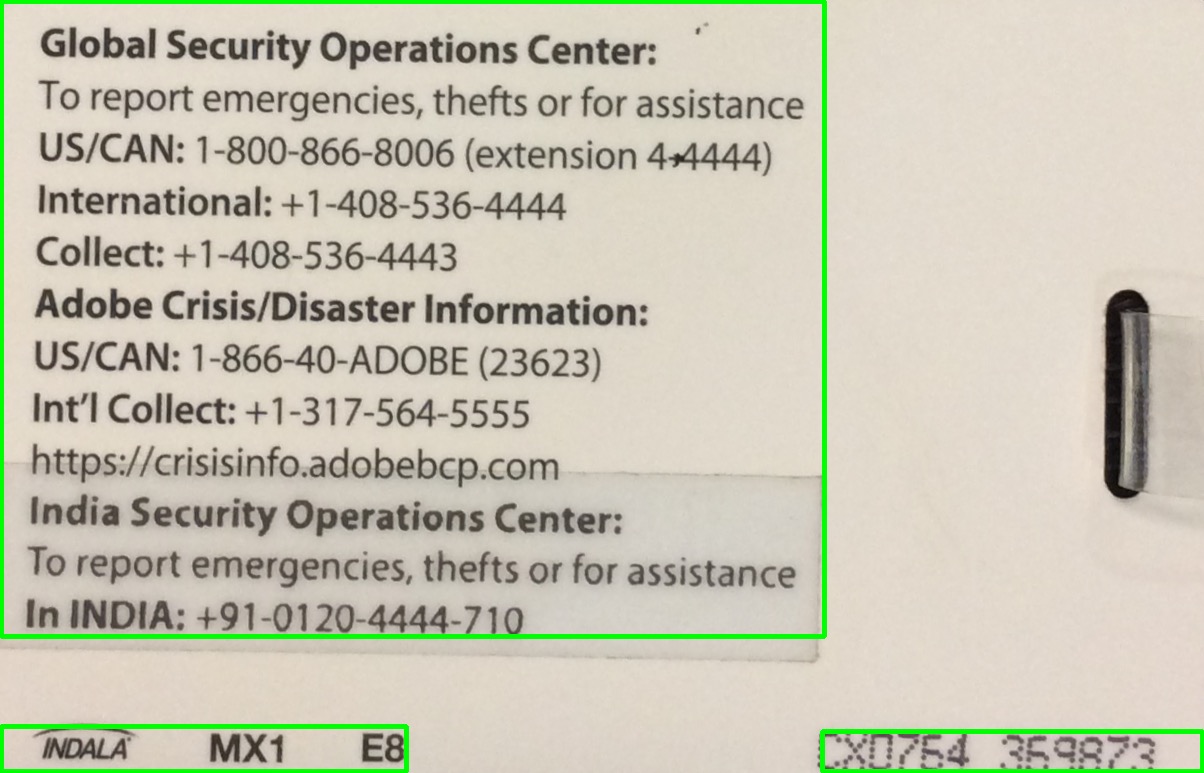 Global Security Operations Center:
To report emergencies, thefts or for assistance
US/CAN: 1-800-866-8006 (extension 4-4444)
International: +1-408-536-4444
Collect: +1-408-536-4443
Adobe Crisis/Disaster Information:
US/CAN: 1-866-40-ADOBE (23623)
Int'l Collect: +1-317-564-5555
https://crisisinfo.adobebcp.com
India Security Operations Center:
To report emergencies, thefts or for assistance
In INDIA: +91-0120-4444-710
INDALA MX1 E8
CX0764 369873